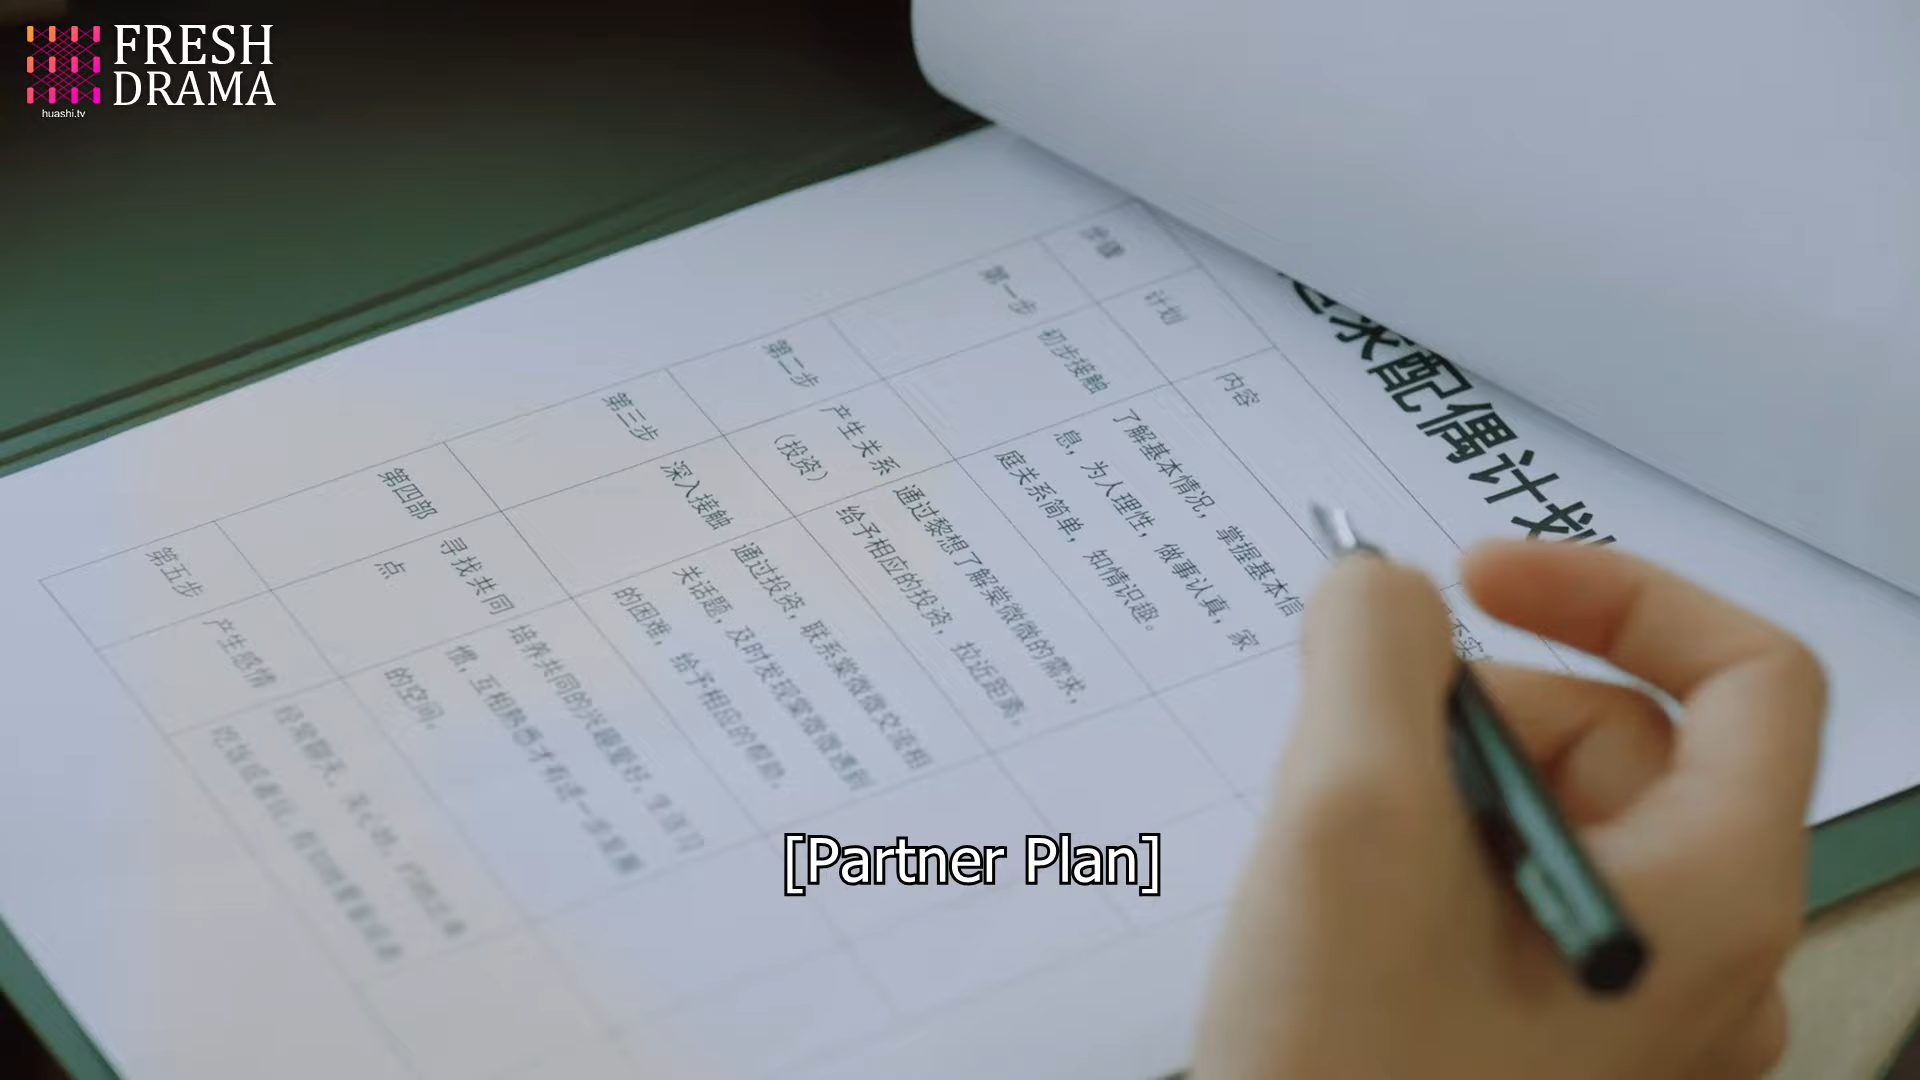 FRESH
DRAMA
huashi.tv
求配偶计划
步骤
计划
内容
第一步
初步接触
了解基本情况，掌握基本信
息，为人理性，做事认真，家
庭关系简单，知情识趣。
第二步
产生关系
（投资）
通过黎想了解棠微微的需求，
给予相应的投资，拉近距离。
第三步
深入接触
通过投资，联系棠微微交流相
关话题，及时发现棠微微遇到
的困难，给予相应的帮助。
第四部
寻找共同
点
培养共同的兴趣爱好，生活习
惯，互相熟悉才有进一步发展
的空间。
第五步
产生感情
经常聊天，
[Partner Plan]